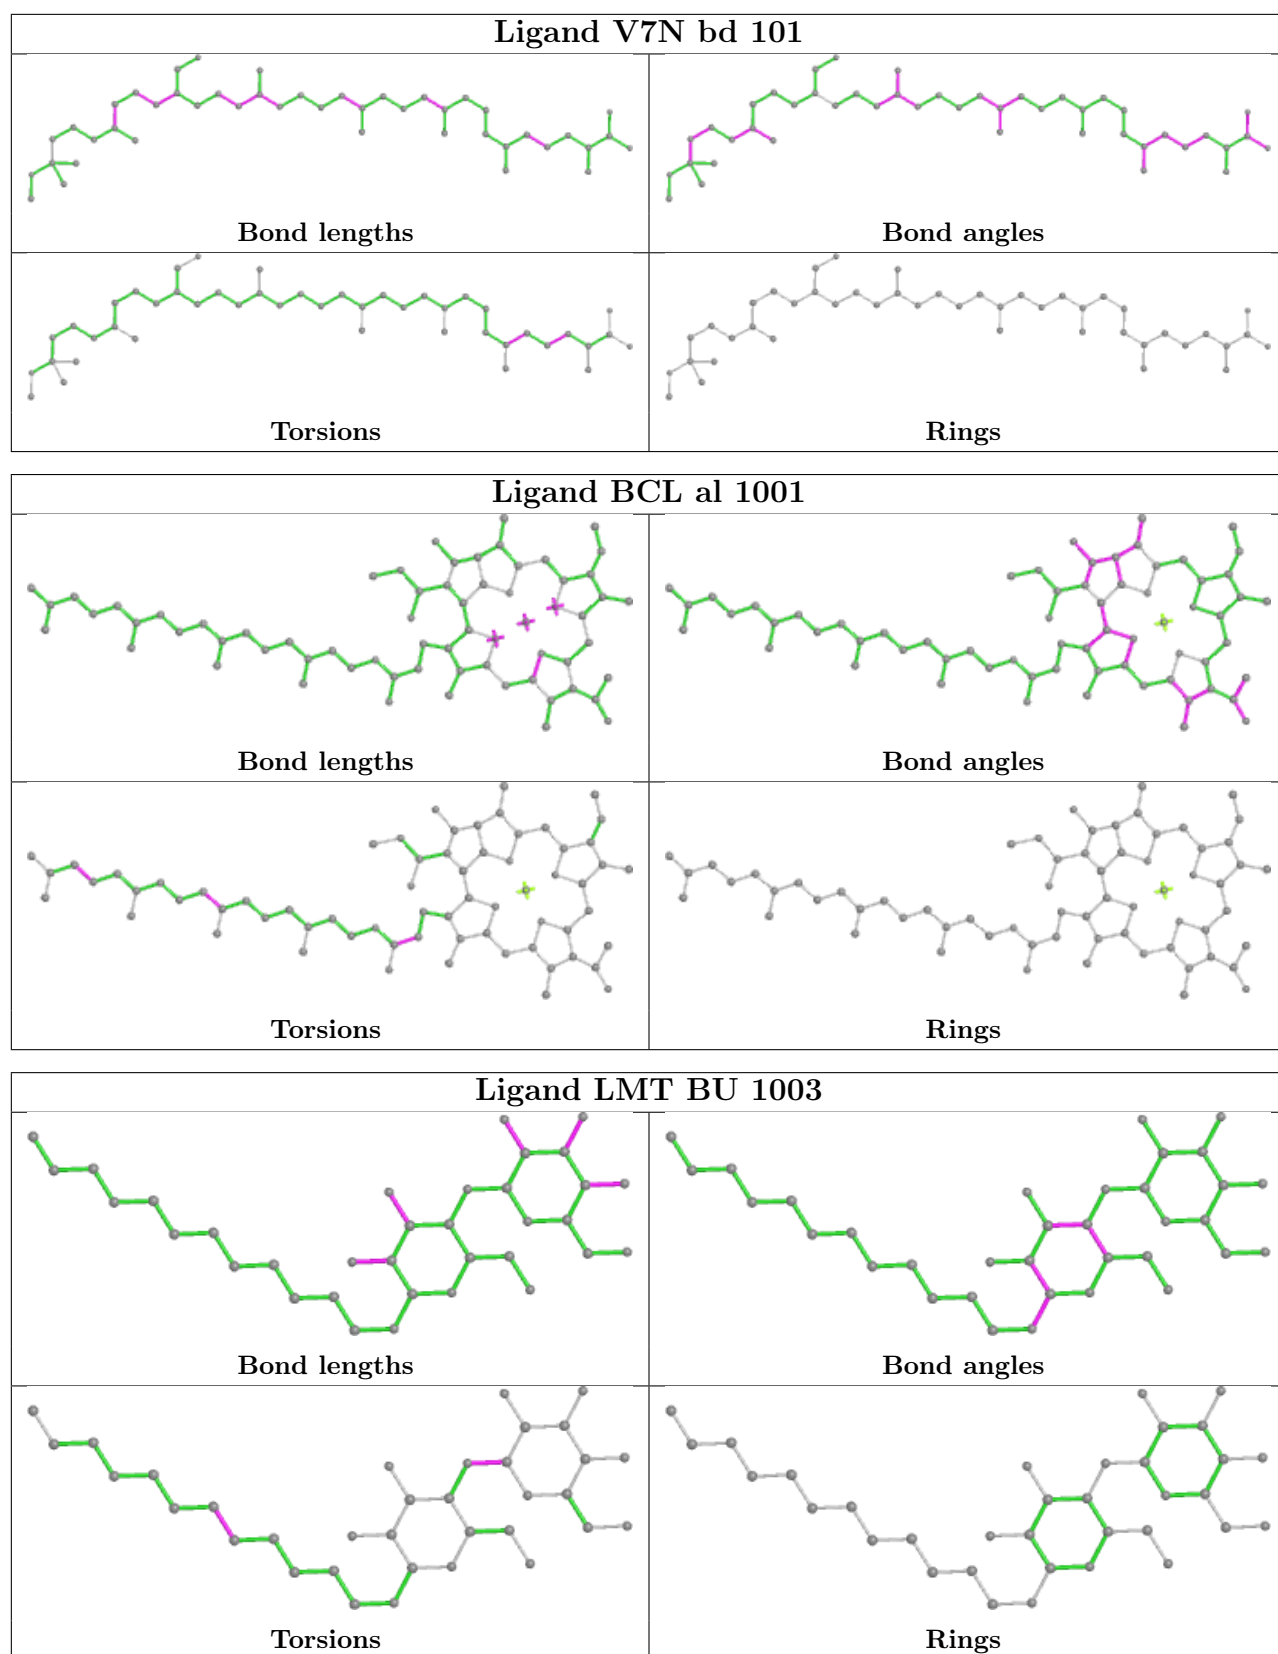 Ligand V7N bd 101
Bond lengths
Bond angles
Torsions
Rings
Ligand BCL al 1001
Bond lengths
Bond angles
Torsions
Rings
Ligand LMT BU 1003
Bond lengths
Bond angles
Torsions
Rings